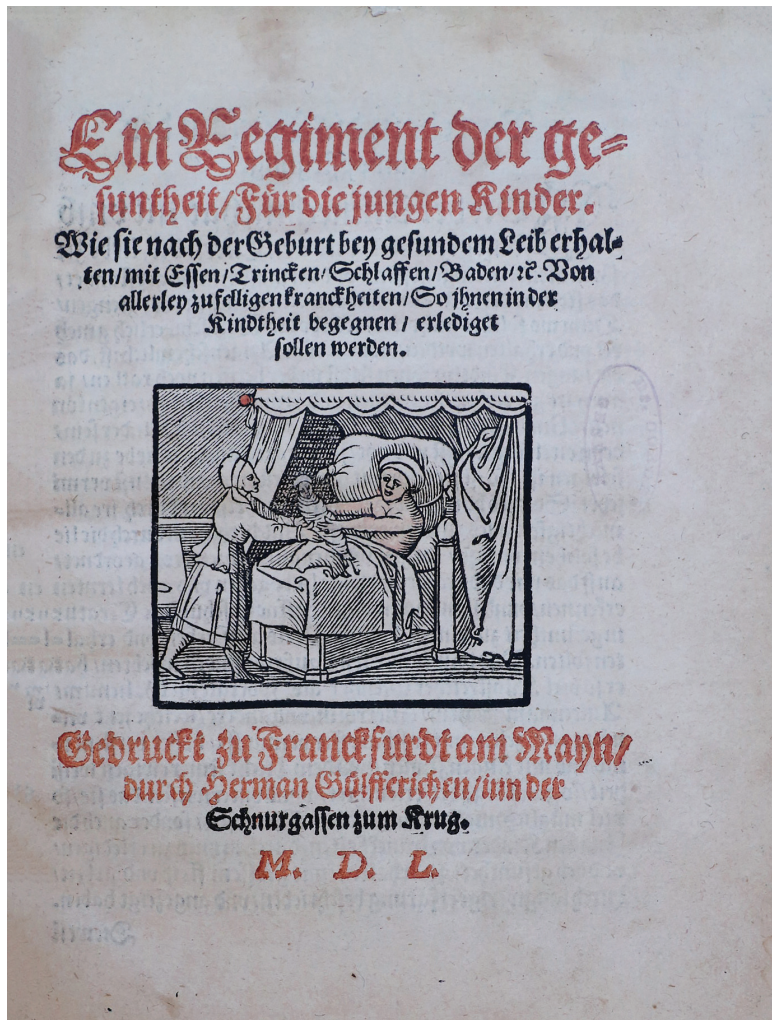 Ein Regiment der ge⸗
suntheit/Für die jungen Kinder.
Wie sie nach der Geburt bey gesundem Leib erhal⸗
ten/mit Essen/Trincken/Schlaffen/Baden/ꝛc̃. Von
allerley zufelligen kranckheiten/So jhnen in der
Kindtheit begegnen / erlediget
sollen werden.
Gedruckt zu Franckfurdt am Mayn/
durch Herman Gülfferichen/inn der
Schnurgassen zum Krug.
M. D. L.